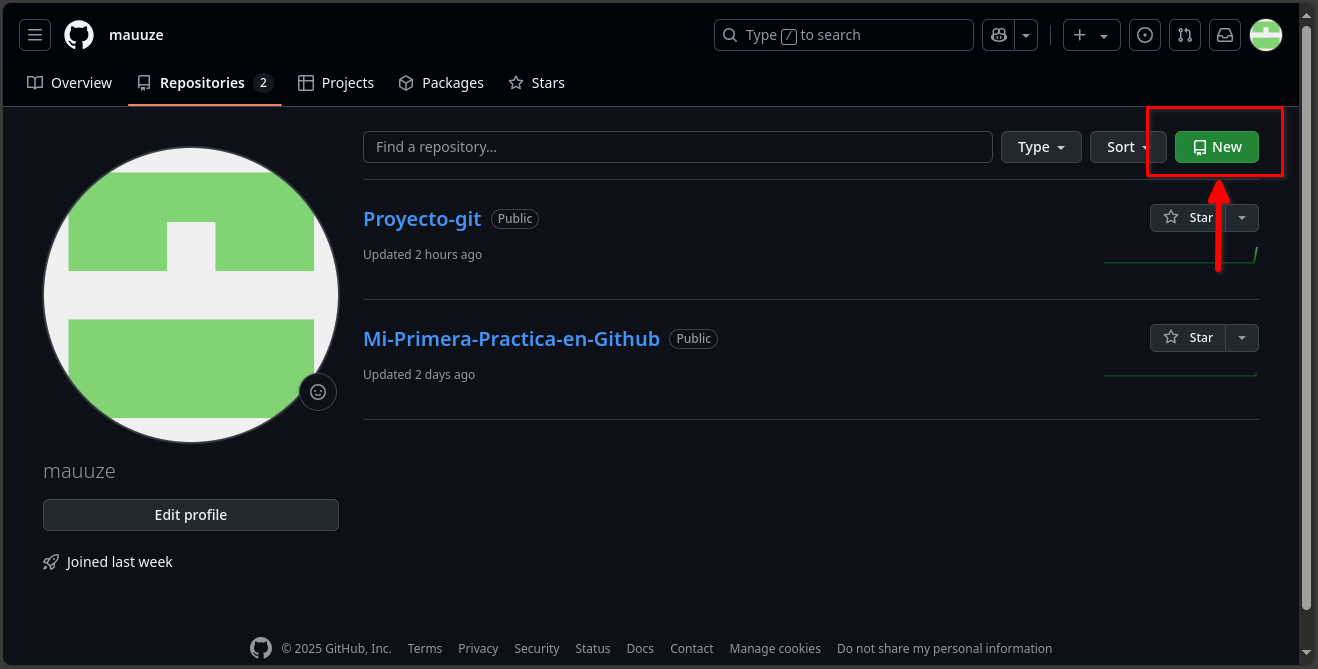 mauuze
Type / to search
Overview
Repositories 2
Projects
Packages
Stars
Find a repository...
Type
Sort
New
Proyecto-git Public
Star
Updated 2 hours ago
Mi-Primera-Practica-en-Github Public
Star
Updated 2 days ago
mauuze
Edit profile
Joined last week
© 2025 GitHub, Inc. Terms Privacy Security Status Docs Contact Manage cookies Do not share my personal information